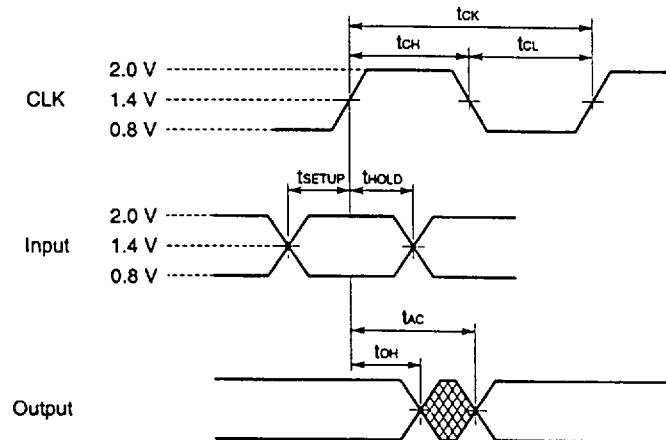 tCK
tCH tCL
2.0 V
CLK 1.4 V
0.8 V
tSETUP tHOLD
2.0 V
Input 1.4 V
0.8 V
tAC
tOH
Output